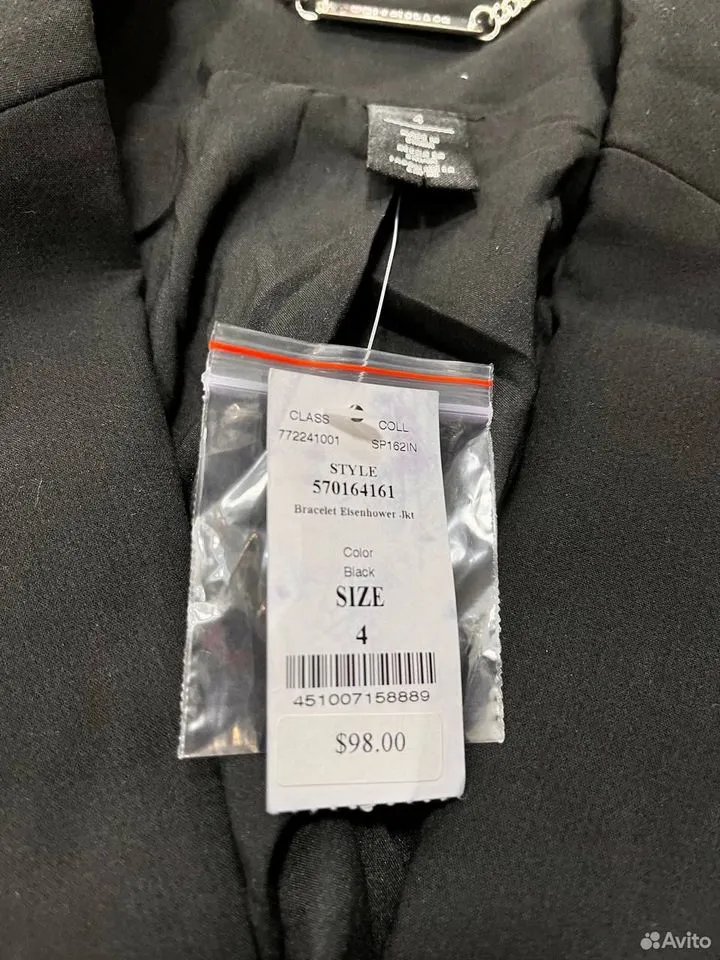 4
CLASS COLL
772241001 SP162IN
STYLE
570164161
Bracelet Eisenhower Jkt
Color
Black
SIZE
4
451007158889
$98.00
Avito